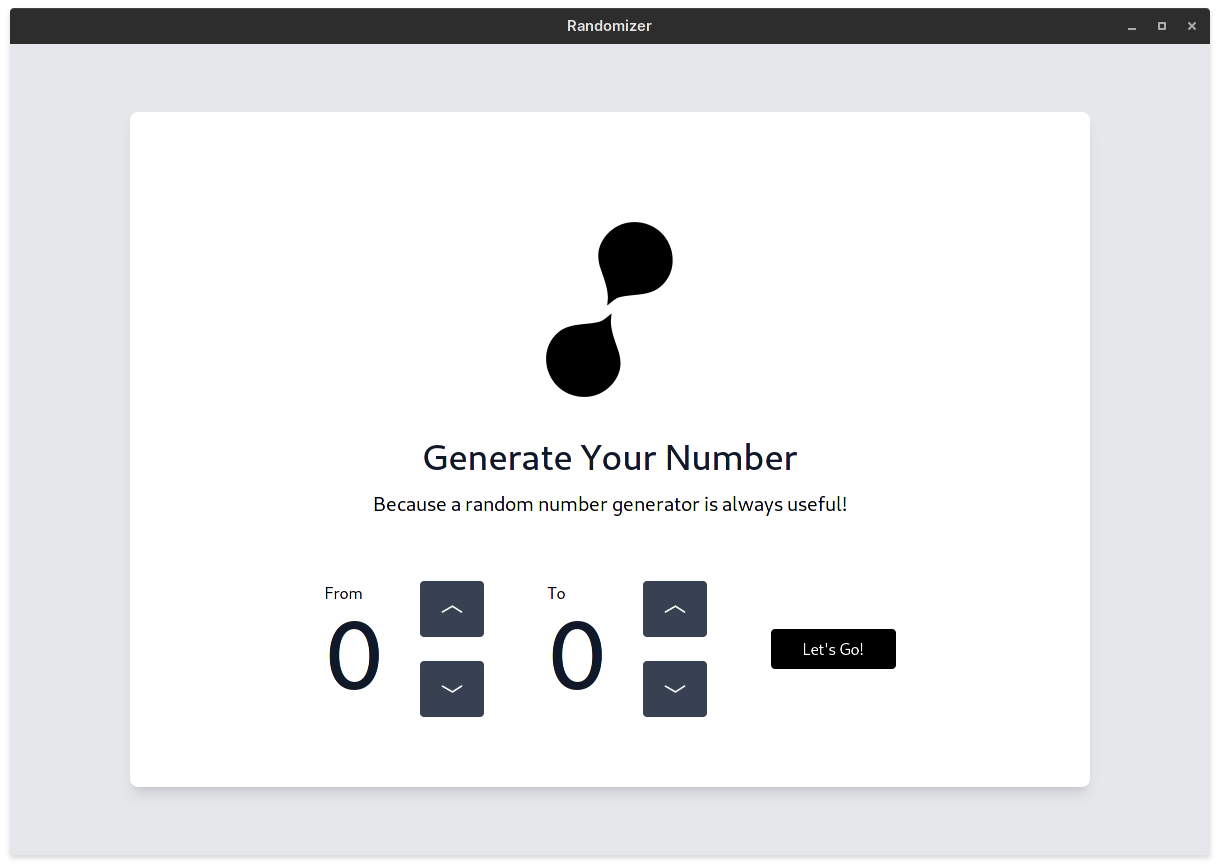 Randomizer
Generate Your Number
Because a random number generator is always useful!
From
0
To
0
Let's Go!